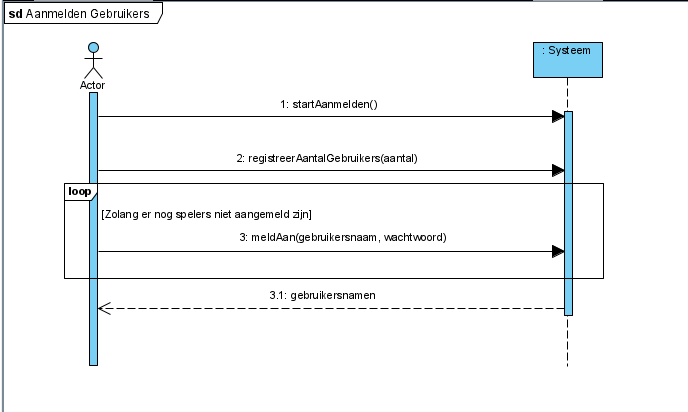 sd Aanmelden Gebruikers
Actor
: Systeem
1: startAanmelden()
2: registreerAantalGebruikers(aantal)
loop
[Zolang er nog spelers niet aangemeld zijn]
3: meldAan(gebruikersnaam, wachtwoord)
3.1: gebruikersnamen